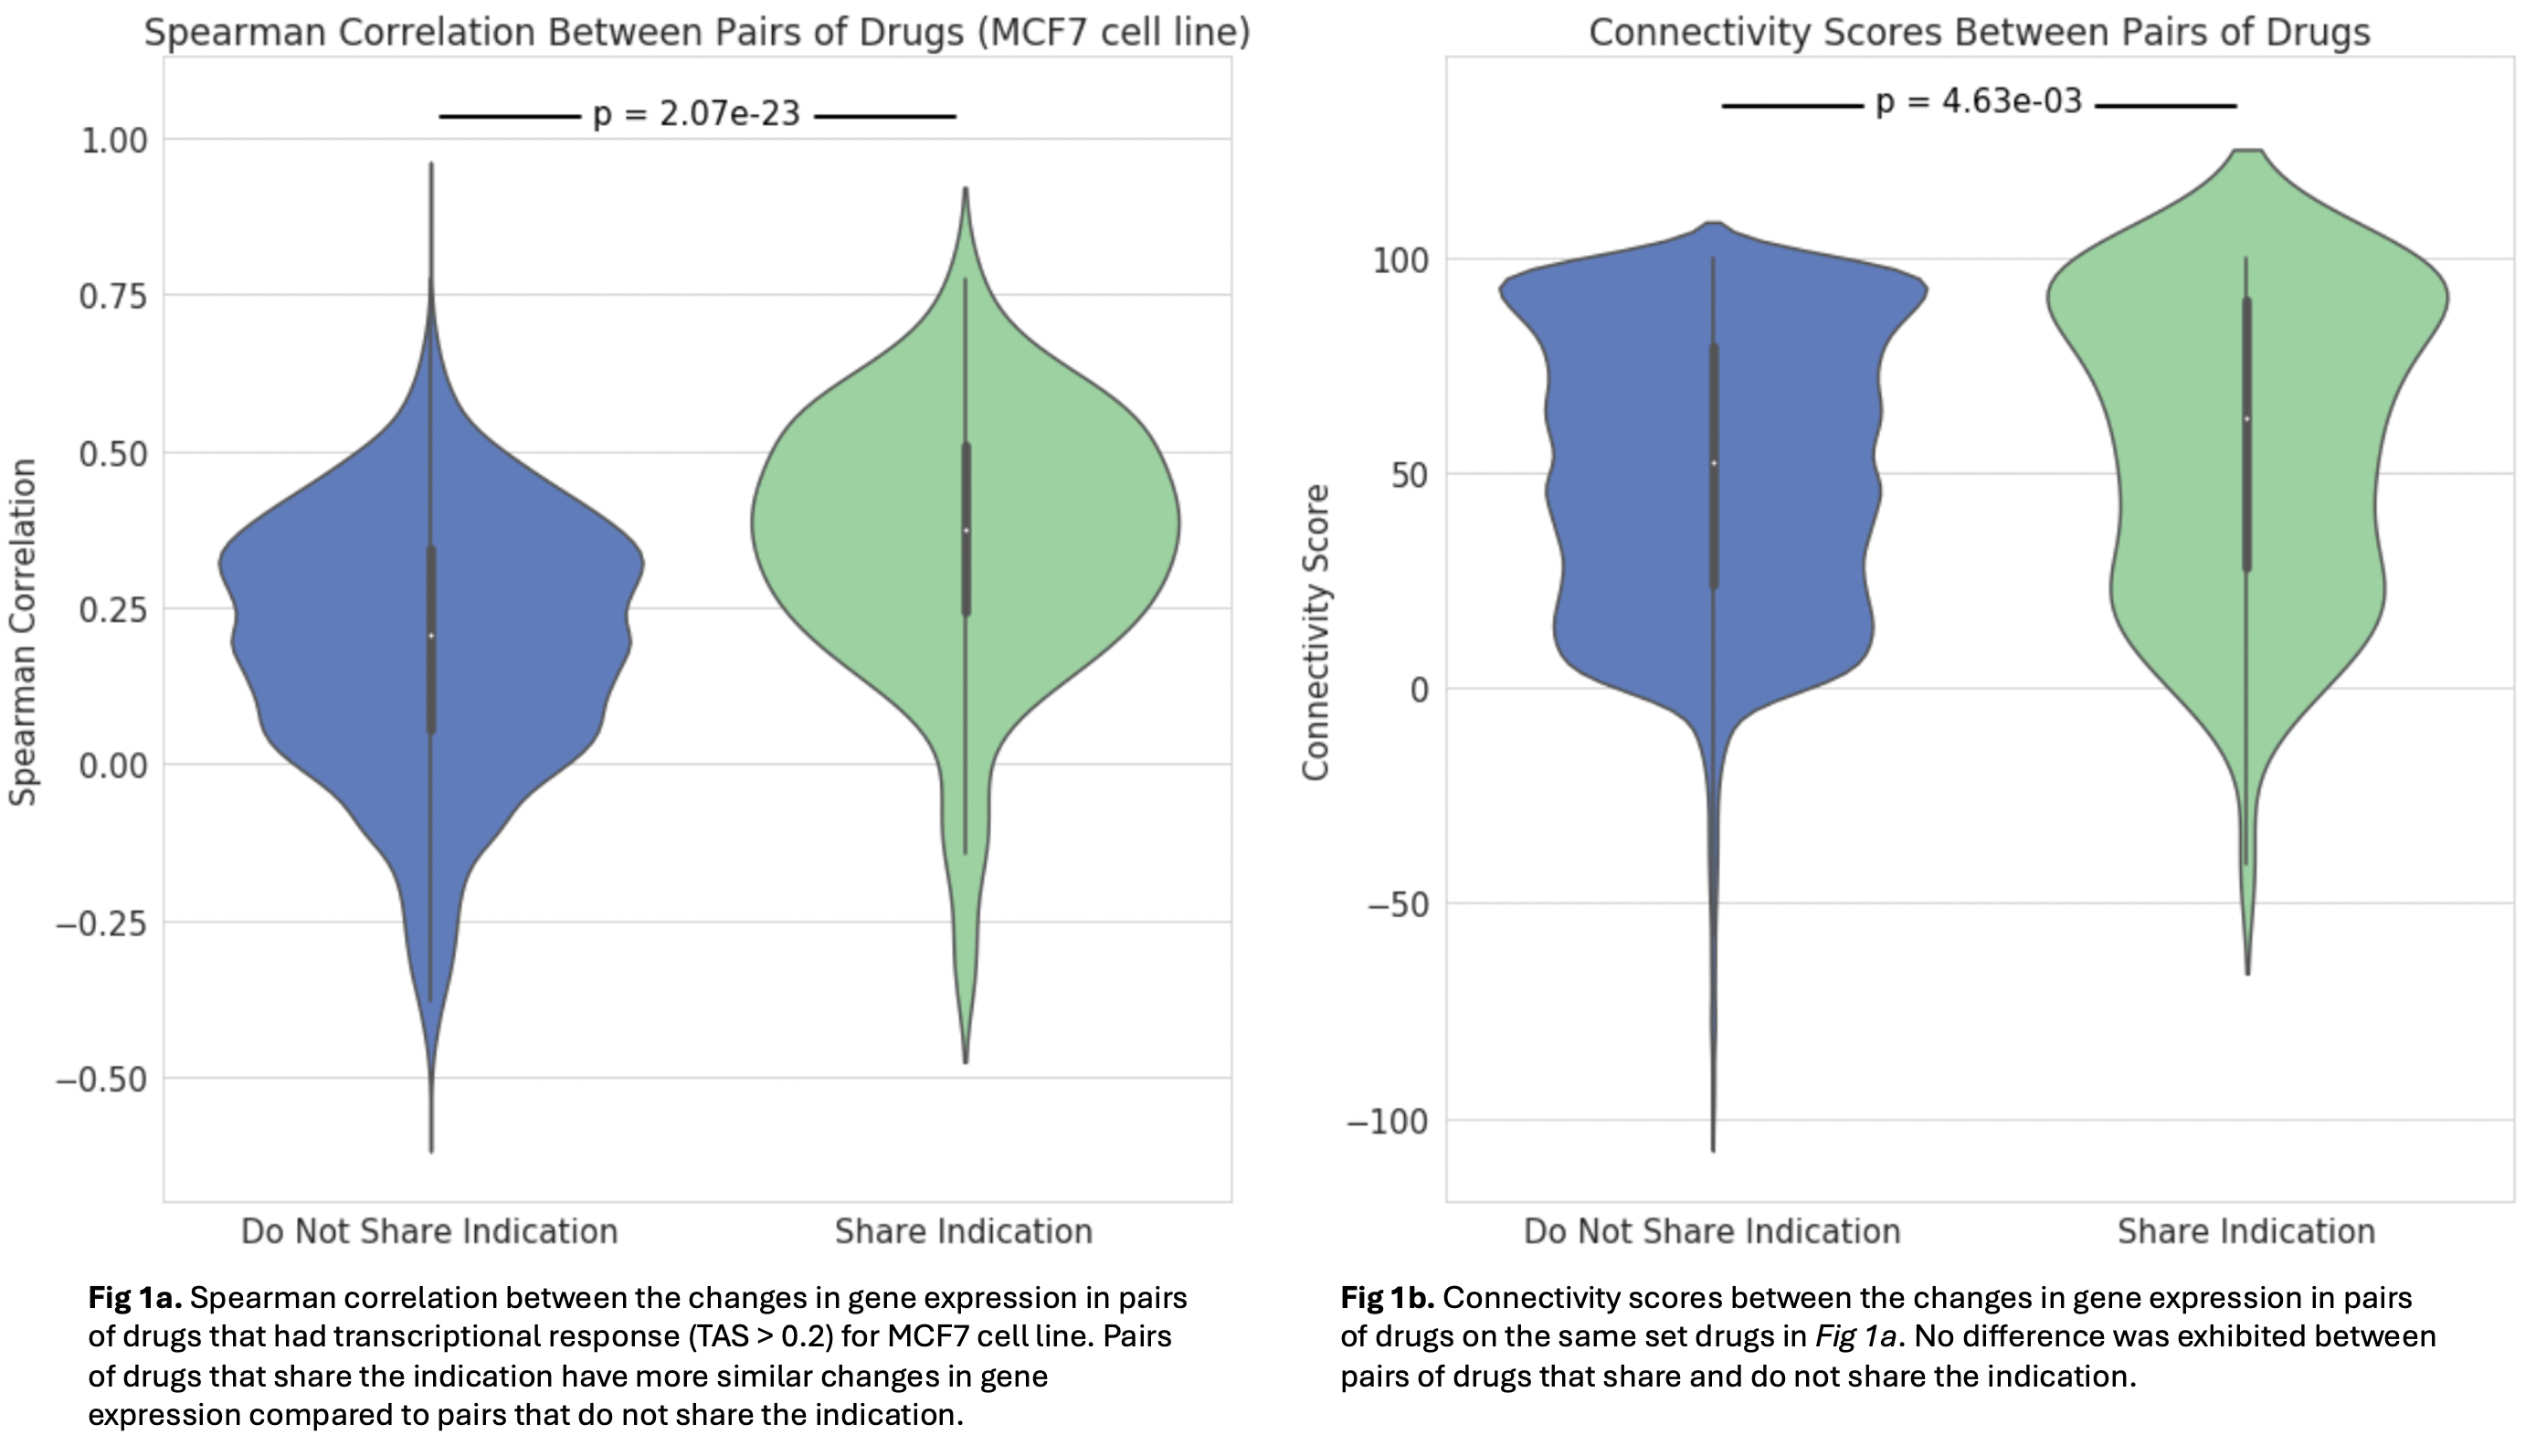 Spearman Correlation Between Pairs of Drugs (MCF7 cell line)
p = 2.07e-23
1.00
0.75
0.50
0.25
0.00
−0.25
−0.50
Spearman Correlation
Do Not Share Indication
Share Indication
Fig 1a. Spearman correlation between the changes in gene expression in pairs
of drugs that had transcriptional response (TAS > 0.2) for MCF7 cell line. Pairs
of drugs that share the indication have more similar changes in gene
expression compared to pairs that do not share the indication.
Connectivity Scores Between Pairs of Drugs
p = 4.63e-03
100
50
0
−50
−100
Connectivity Score
Do Not Share Indication
Share Indication
Fig 1b. Connectivity scores between the changes in gene expression in pairs
of drugs on the same set drugs in Fig 1a. No difference was exhibited between
pairs of drugs that share and do not share the indication.